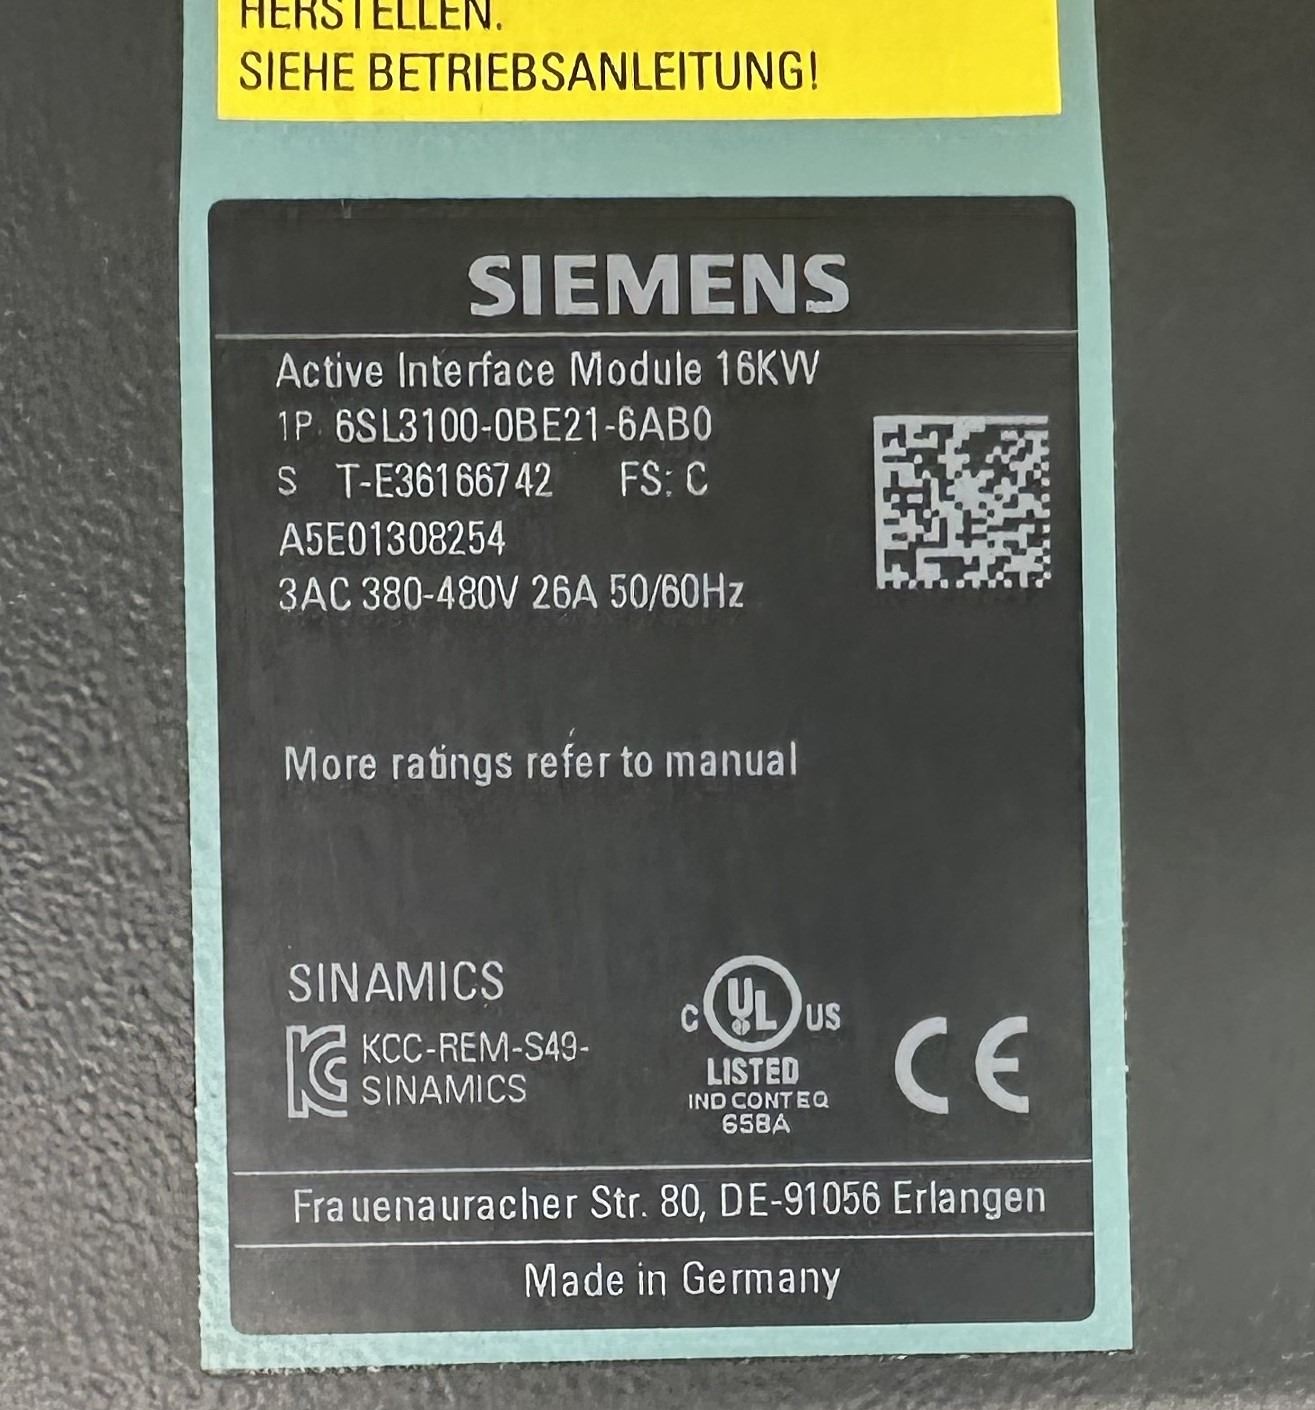 HERSTELLEN.
SIEHE BETRIEBSANLEITUNG!
SIEMENS
Active Interface Module 16KW
1P 6SL3100-0BE21-6AB0
S T-E36166742 FS: C
A5E01308254
3AC 380-480V 26A 50/60Hz
More ratings refer to manual
SINAMICS
KCC-REM-S49-
SINAMICS
C UL US
LISTED
IND CONT EQ
658A
CE
Frauenauracher Str. 80, DE-91056 Erlangen
Made in Germany